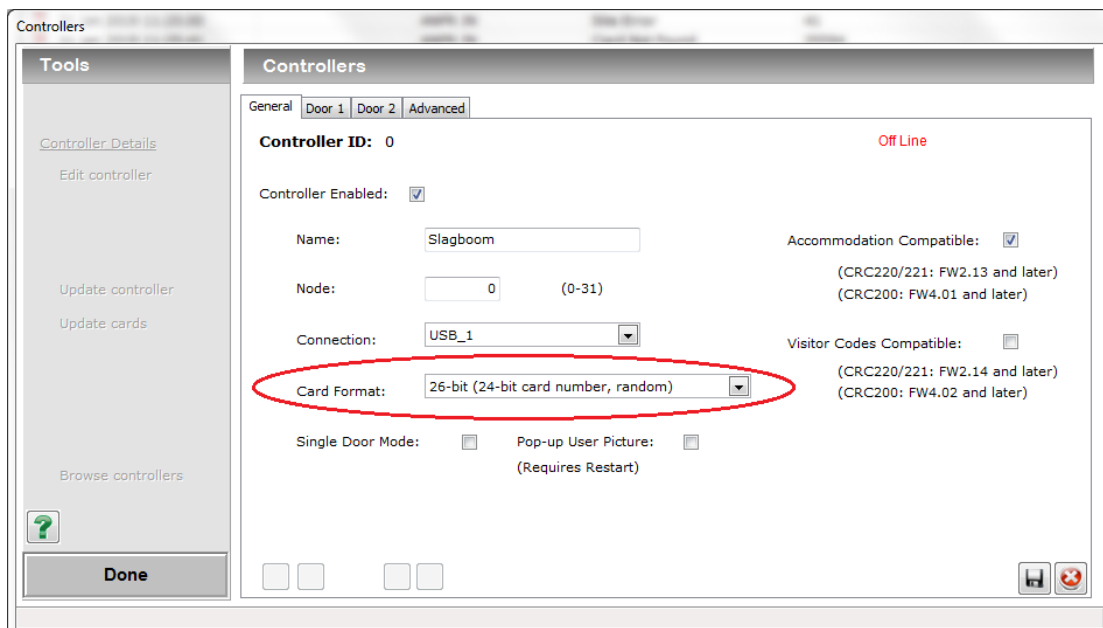 Controllers
Tools
Controllers
General Door 1 Door 2 Advanced
Controller ID: 0
Off Line
Controller Details
Edit controller
Controller Enabled:
Name: Slagboom
Accommodation Compatible:
(CRC220/221: FW2.13 and later)
(CRC200: FW4.01 and later)
Node: 0 (0-31)
Update controller
Update cards
Connection: USB_1
Visitor Codes Compatible:
(CRC220/221: FW2.14 and later)
(CRC200: FW4.02 and later)
Card Format: 26-bit (24-bit card number, random)
Single Door Mode: Pop-up User Picture:
(Requires Restart)
Browse controllers
?
Done